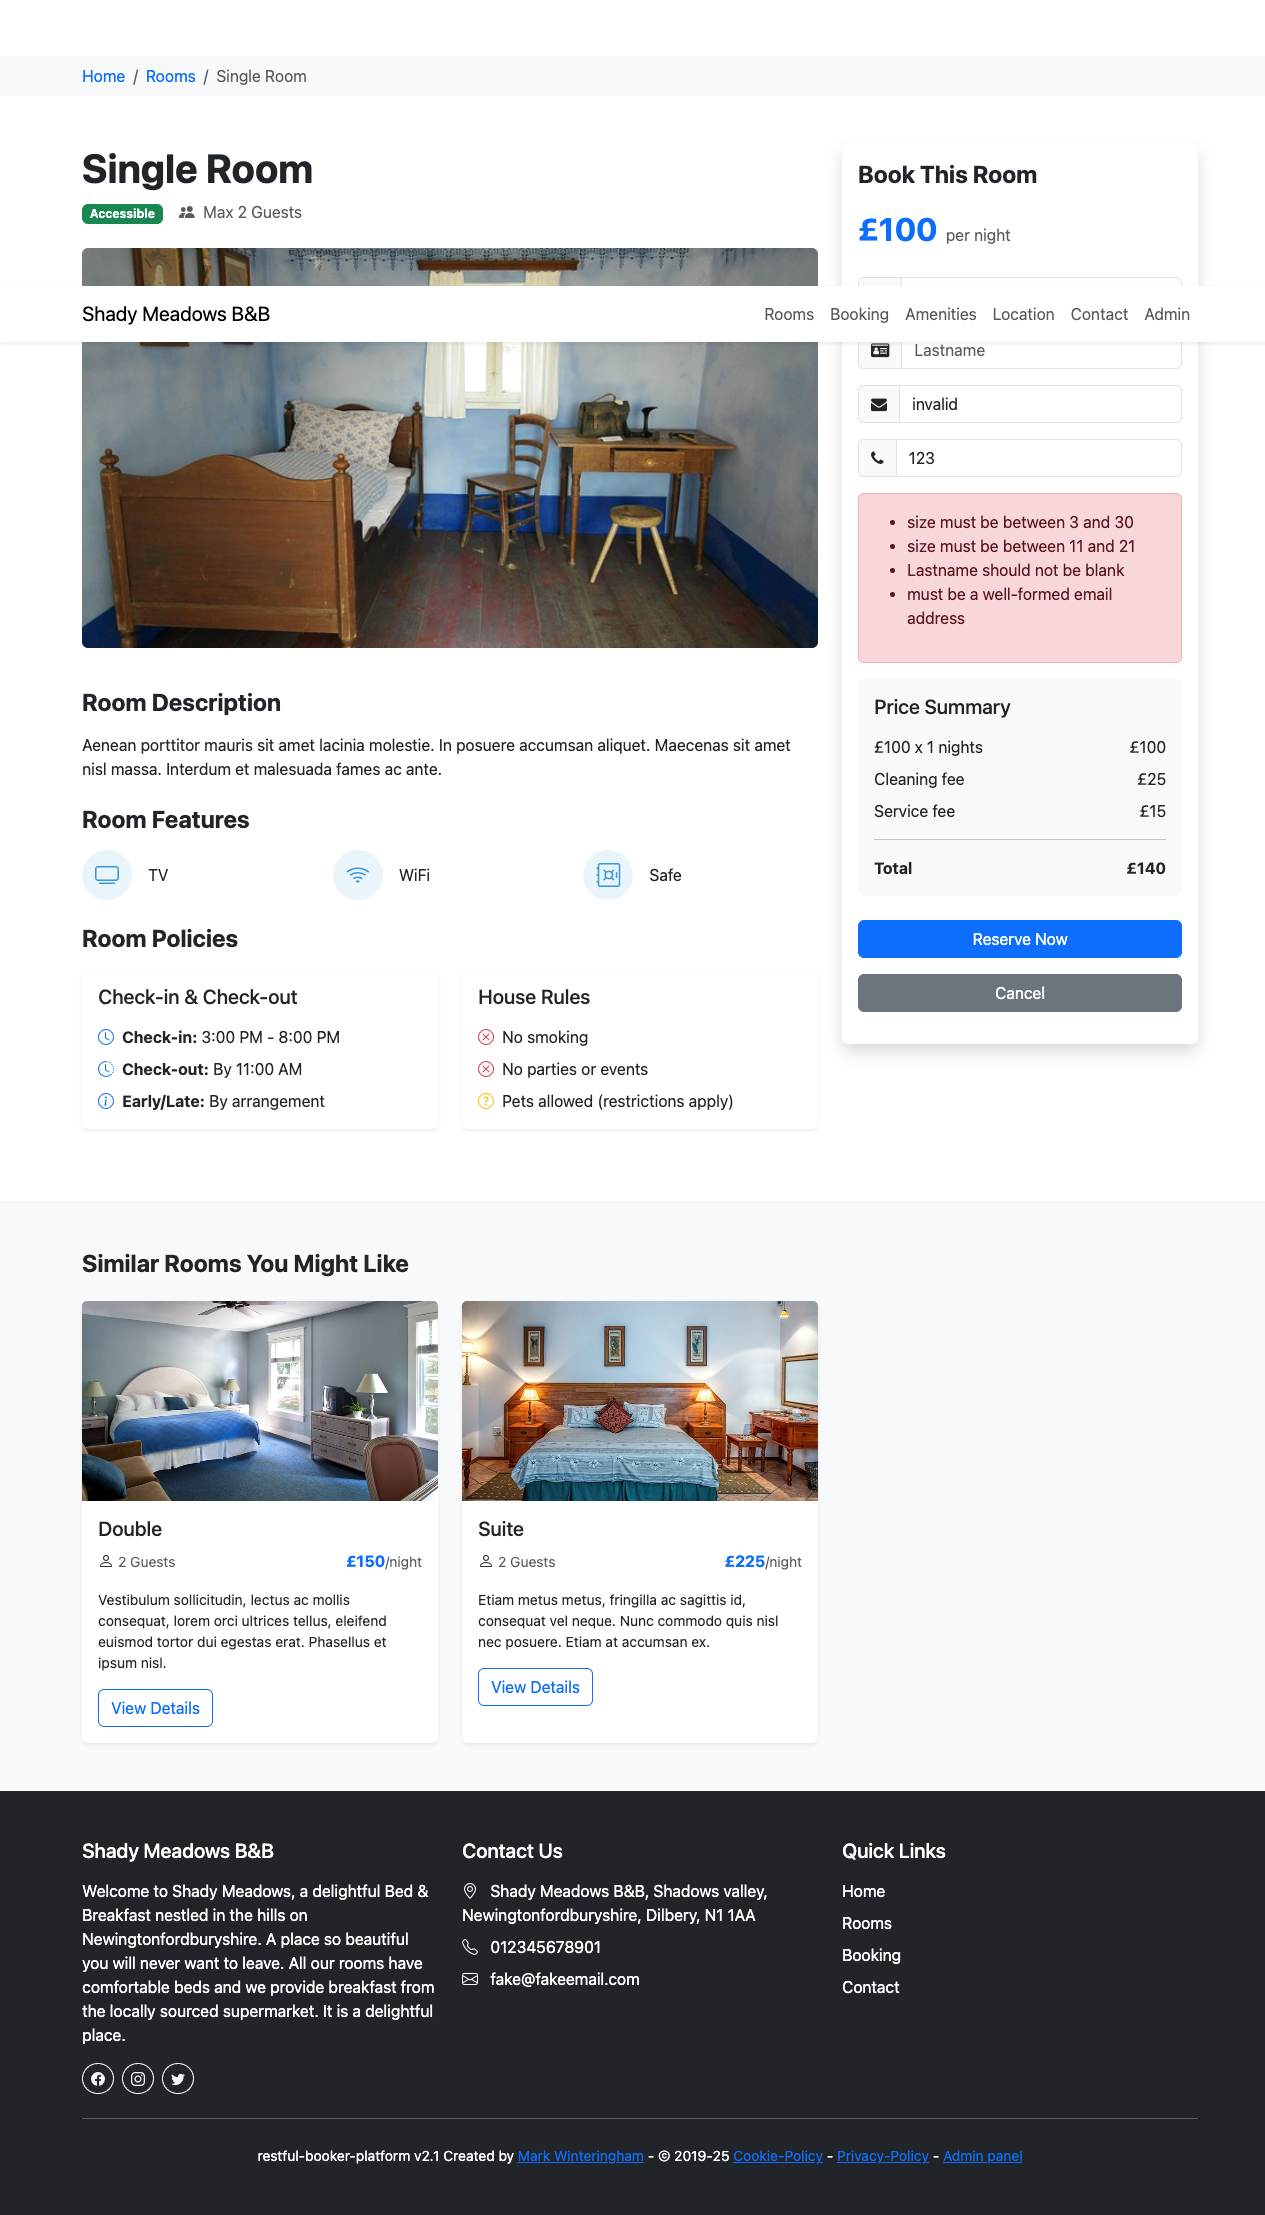 Home / Rooms / Single Room
Single Room
Accessible Max 2 Guests
Book This Room
£100 per night
Shady Meadows B&B
Rooms Booking Amenities Location Contact Admin
Lastname
invalid
123
• size must be between 3 and 30
• size must be between 11 and 21
• Lastname should not be blank
• must be a well-formed email
address
Price Summary
£100 x 1 nights £100
Cleaning fee £25
Service fee £15
Total £140
Reserve Now
Cancel
Room Description
Aenean porttitor mauris sit amet lacinia molestie. In posuere accumsan aliquet. Maecenas sit amet
nisl massa. Interdum et malesuada fames ac ante.
Room Features
TV
WiFi
Safe
Room Policies
Check-in & Check-out
Check-in: 3:00 PM - 8:00 PM
Check-out: By 11:00 AM
Early/Late: By arrangement
House Rules
No smoking
No parties or events
Pets allowed (restrictions apply)
Similar Rooms You Might Like
Double
2 Guests £150/night
Vestibulum sollicitudin, lectus ac mollis
consequat, lorem orci ultrices tellus, eleifend
euismod tortor dui egestas erat. Phasellus et
ipsum nisl.
View Details
Suite
2 Guests £225/night
Etiam metus metus, fringilla ac sagittis id,
consequat vel neque. Nunc commodo quis nisl
nec posuere. Etiam at accumsan ex.
View Details
Shady Meadows B&B
Welcome to Shady Meadows, a delightful Bed &
Breakfast nestled in the hills on
Newingtonfordburyshire. A place so beautiful
you will never want to leave. All our rooms have
comfortable beds and we provide breakfast from
the locally sourced supermarket. It is a delightful
place.
Contact Us
Shady Meadows B&B, Shadows valley,
Newingtonfordburyshire, Dilbery, N1 1AA
012345678901
fake@fakeemail.com
Quick Links
Home
Rooms
Booking
Contact
restful-booker-platform v2.1 Created by Mark Winteringham - © 2019-25 Cookie-Policy - Privacy-Policy - Admin panel